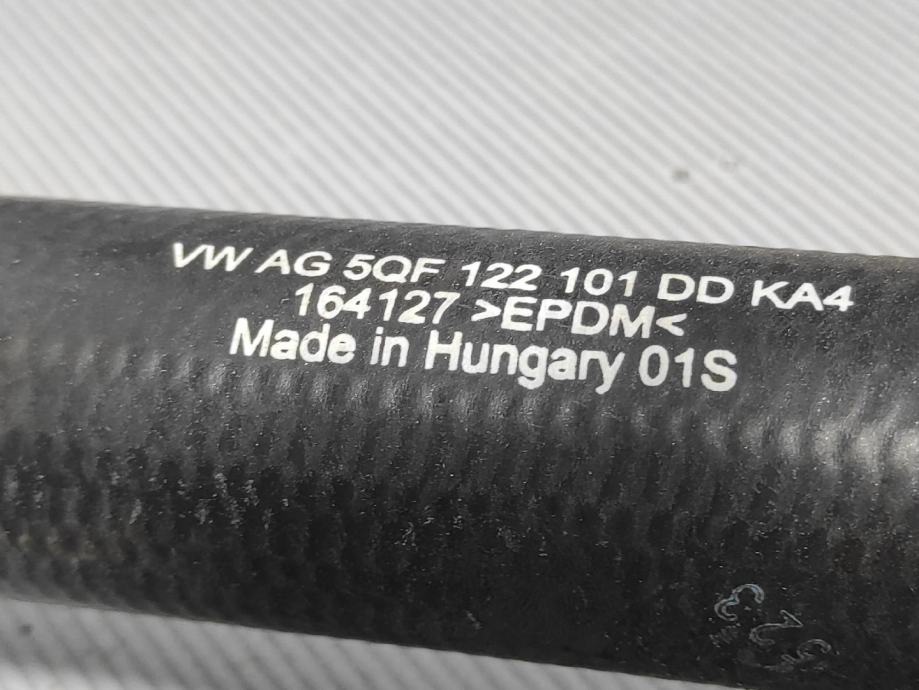 VW AG 5QF 122 101 DD KA4
164127 >EPDM<
Made in Hungary 01S